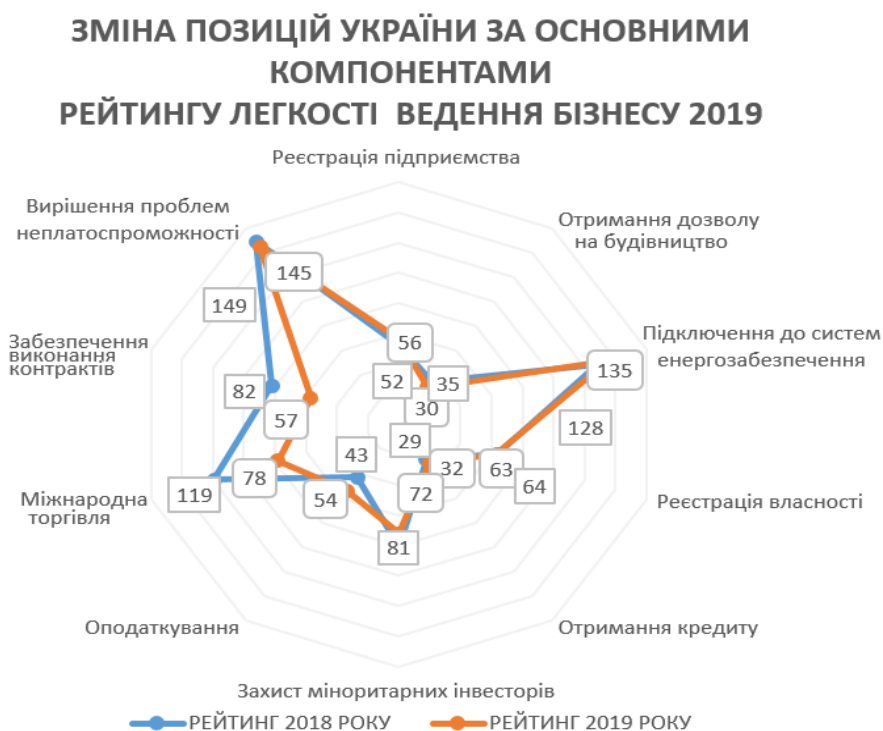 ЗМІНА ПОЗИЦІЙ УКРАЇНИ ЗА ОСНОВНИМИ
КОМПОНЕНТАМИ
РЕЙТИНГУ ЛЕГКОСТІ ВЕДЕННЯ БІЗНЕСУ 2019
Реєстрація підприємства
Вирішення проблем
неплатоспроможності
Отримання дозволу
на будівництво
145
149
Забезпечення
виконання
контрактів
Підключення до систем
енергозабезпечення
56
135
52
35
82
30
57
128
29
43
32
63
78
64
72
54
119
Міжнародна
торгівля
Реєстрація власності
81
Оподаткування
Отримання кредиту
Захист міноритарних інвесторів
РЕЙТИНГ 2018 РОКУ
РЕЙТИНГ 2019 РОКУ